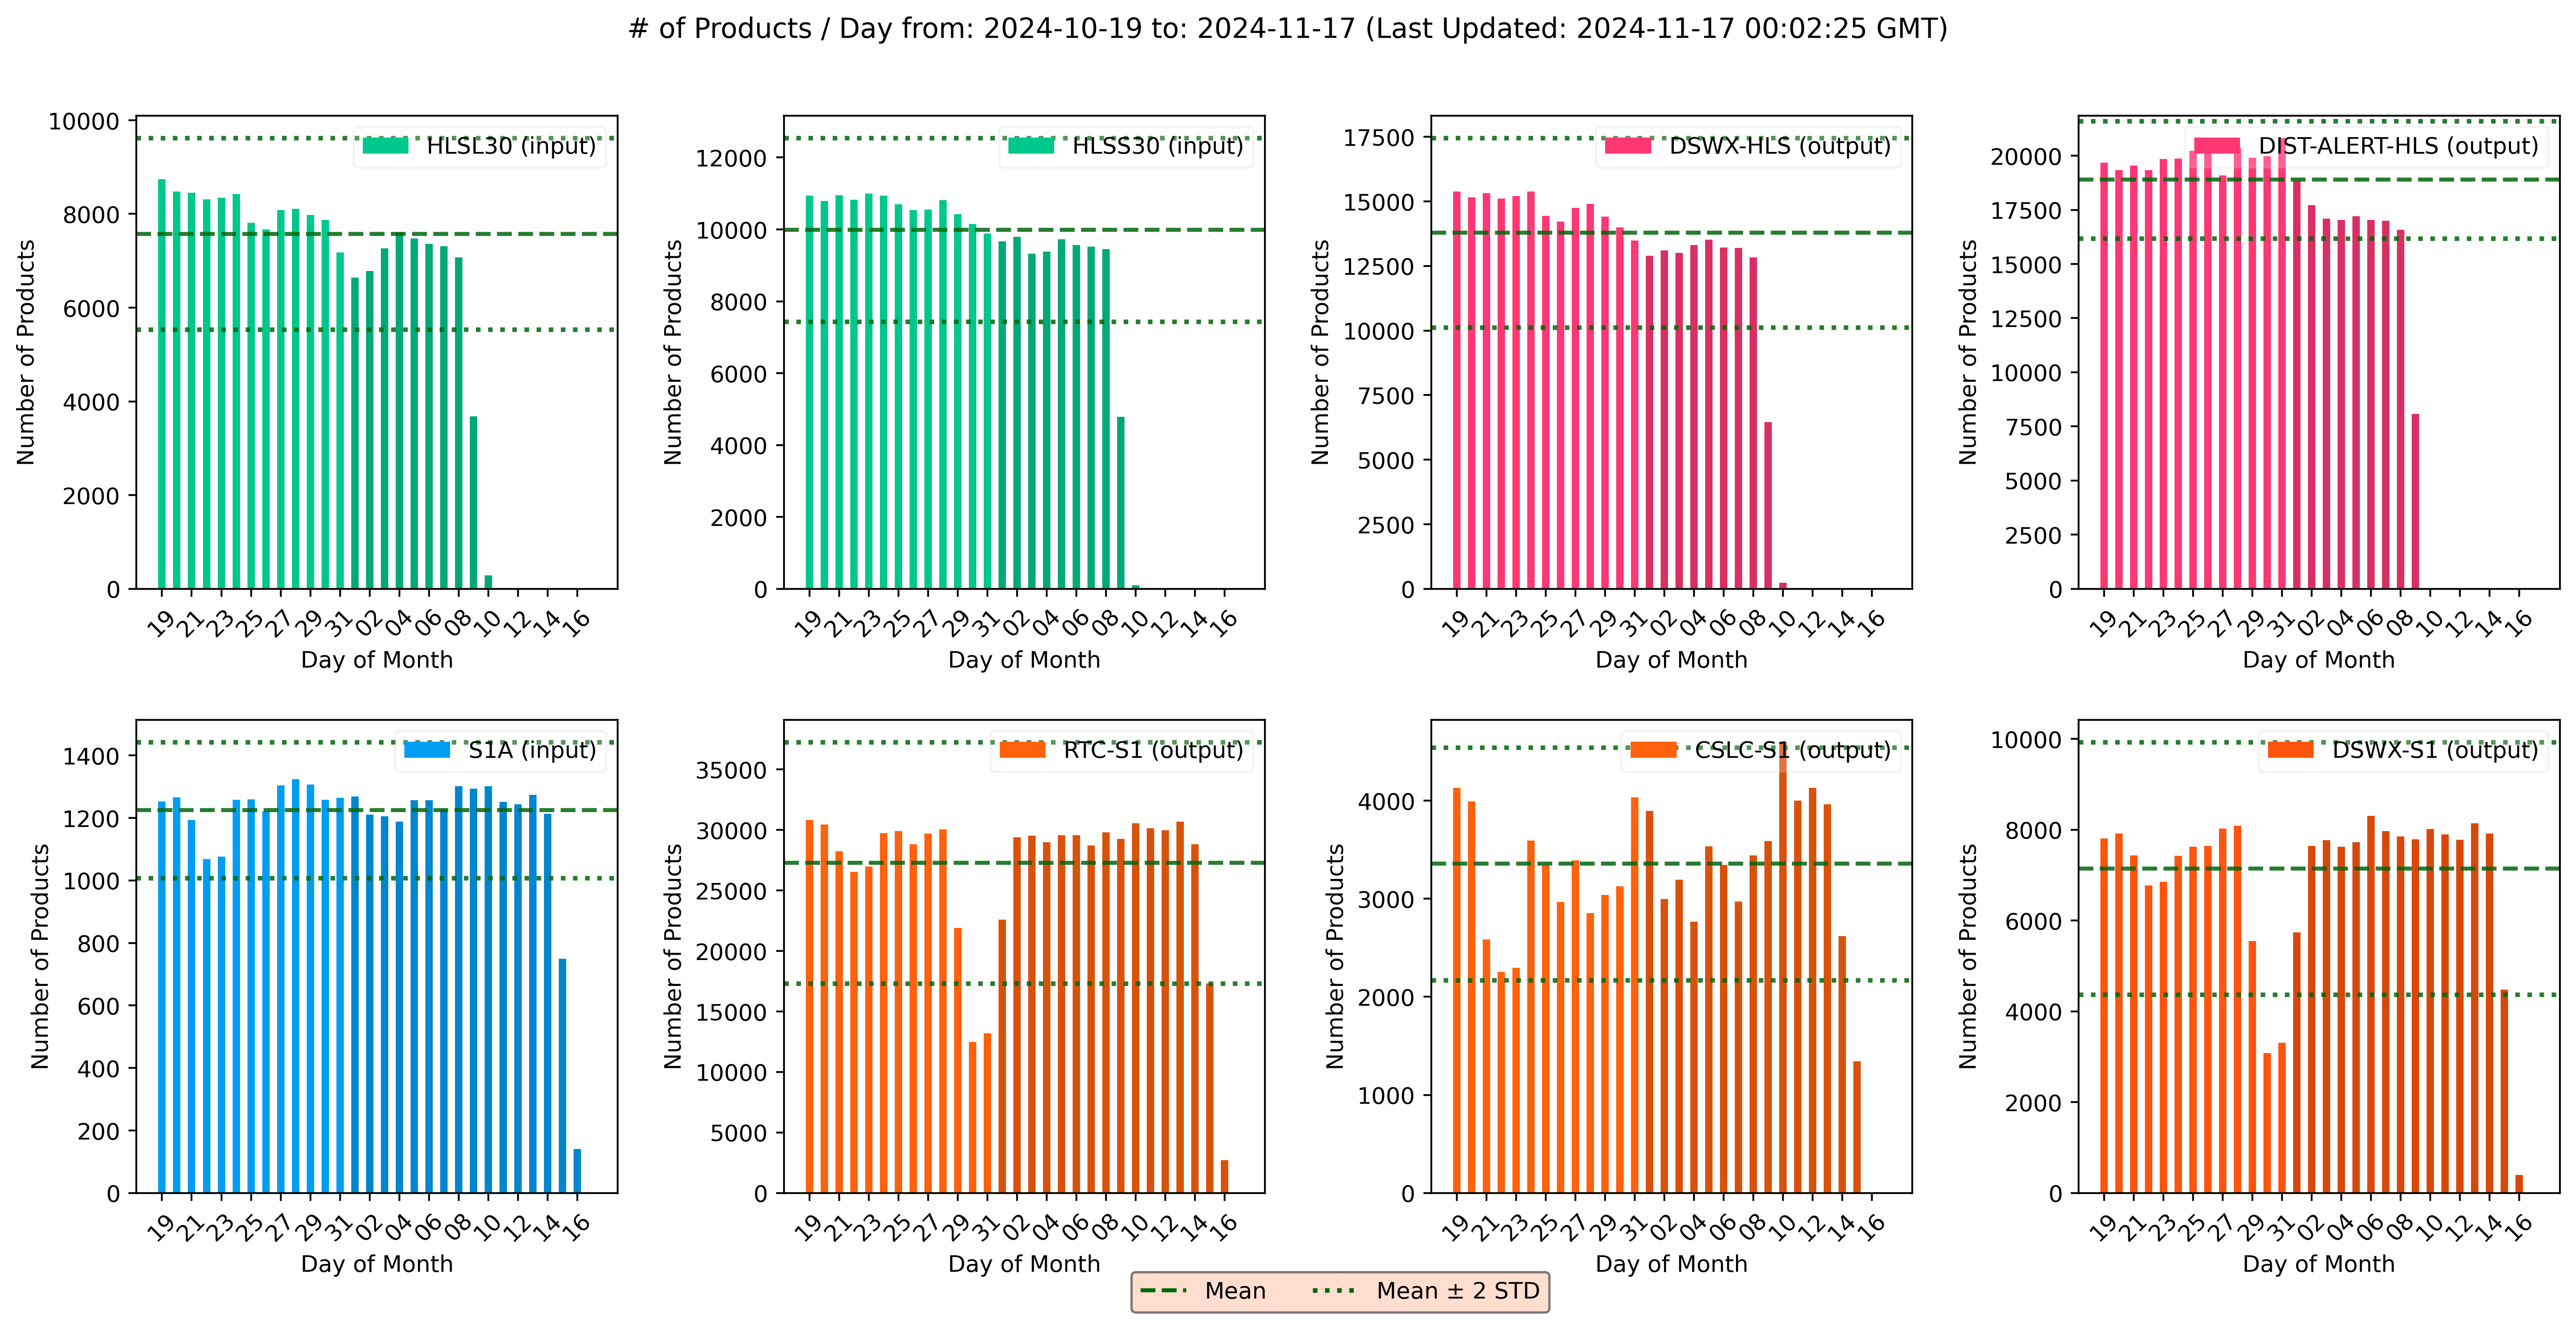 # of Products / Day from: 2024-10-19 to: 2024-11-17 (Last Updated: 2024-11-17 00:02:25 GMT)
HLSL30 (input)
Number of Products
10000
8000
6000
4000
2000
0
19 21 23 25 27 29 31 02 04 06 08 10 12 14 16
Day of Month
HLSS30 (input)
Number of Products
12000
10000
8000
6000
4000
2000
0
19 21 23 25 27 29 31 02 04 06 08 10 12 14 16
Day of Month
DSWX-HLS (output)
Number of Products
17500
15000
12500
10000
7500
5000
2500
0
19 21 23 25 27 29 31 02 04 06 08 10 12 14 16
Day of Month
DIST-ALERT-HLS (output)
Number of Products
20000
17500
15000
12500
10000
7500
5000
2500
0
19 21 23 25 27 29 31 02 04 06 08 10 12 14 16
Day of Month
S1A (input)
Number of Products
1400
1200
1000
800
600
400
200
0
19 21 23 25 27 29 31 02 04 06 08 10 12 14 16
Day of Month
RTC-S1 (output)
Number of Products
35000
30000
25000
20000
15000
10000
5000
0
19 21 23 25 27 29 31 02 04 06 08 10 12 14 16
Day of Month
CSLC-S1 (output)
Number of Products
4000
3000
2000
1000
0
19 21 23 25 27 29 31 02 04 06 08 10 12 14 16
Day of Month
DSWX-S1 (output)
Number of Products
10000
8000
6000
4000
2000
0
19 21 23 25 27 29 31 02 04 06 08 10 12 14 16
Day of Month
Mean Mean ± 2 STD